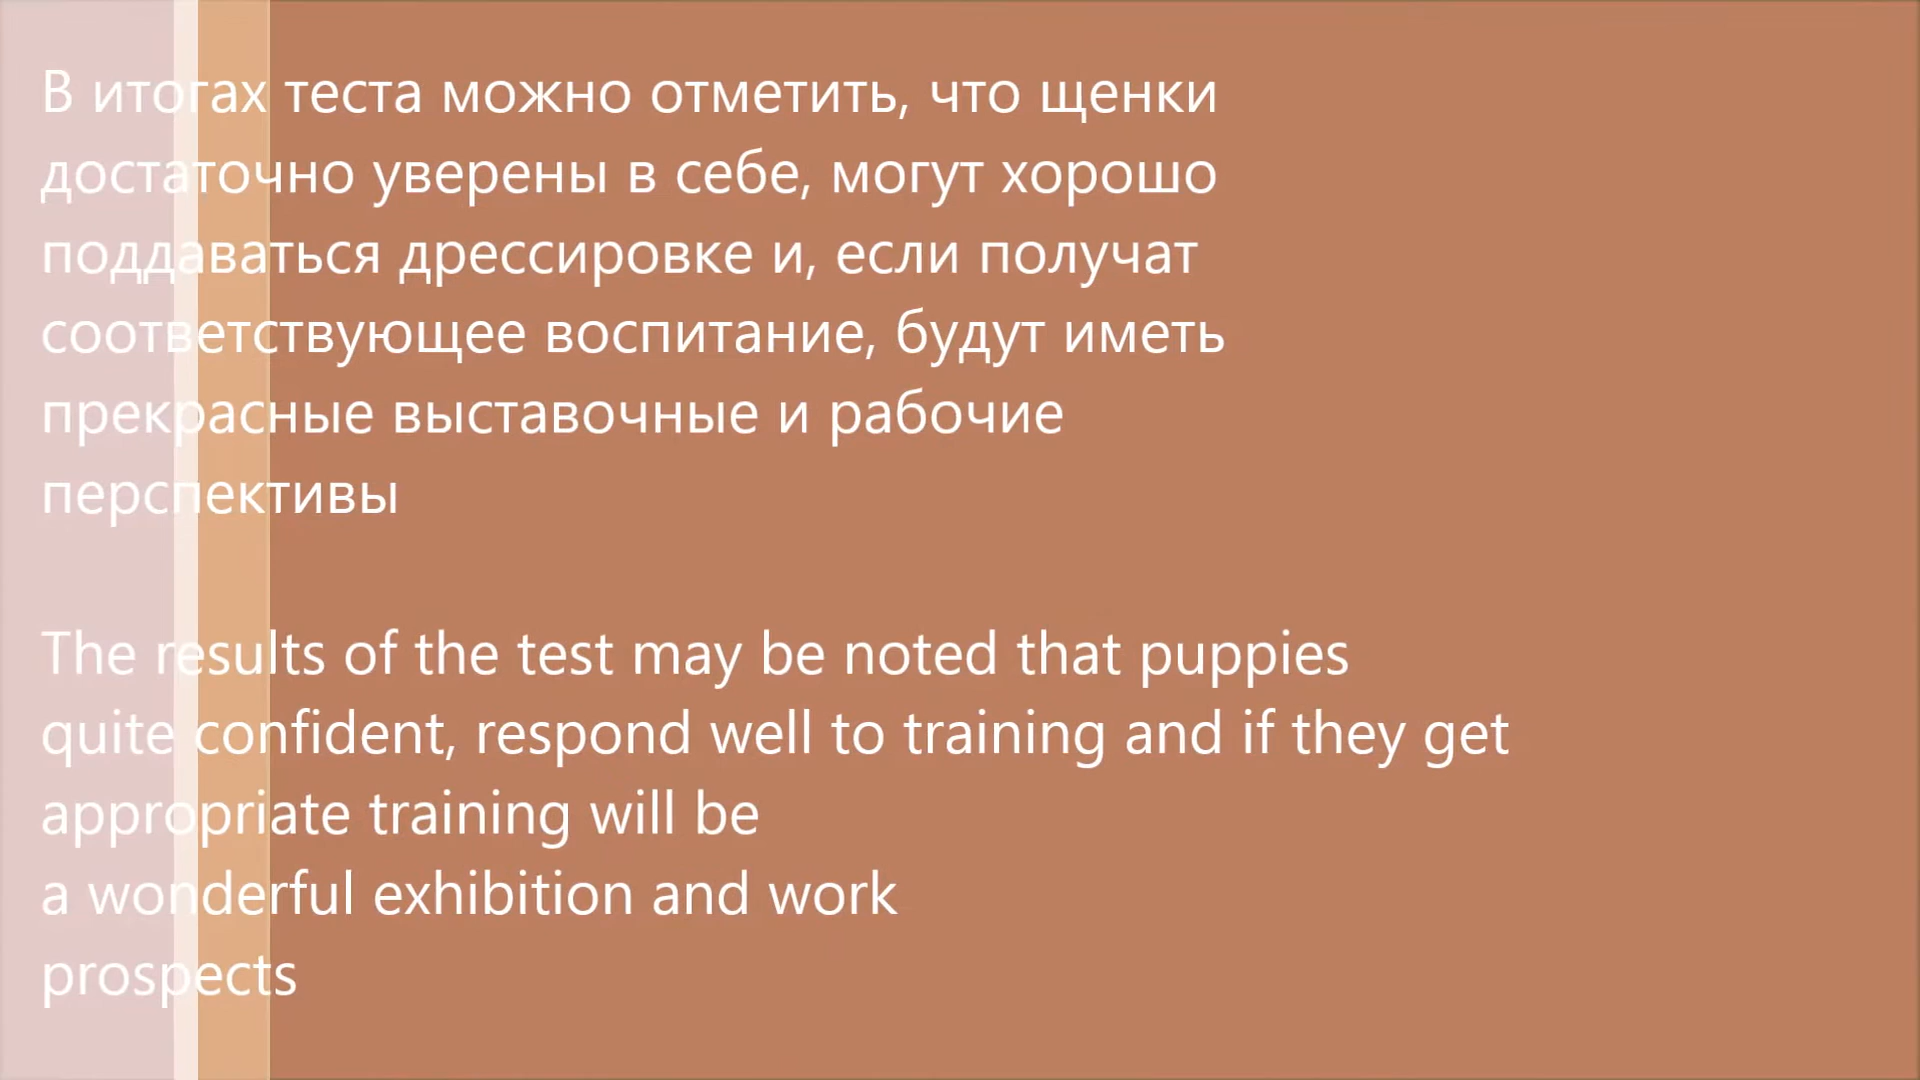 В итогах теста можно отметить, что щенки
достаточно уверены в себе, могут хорошо
поддаваться дрессировке и, если получат
соответствующее воспитание, будут иметь
прекрасные выставочные и рабочие
перспективы
The results of the test may be noted that puppies
quite confident, respond well to training and if they get
appropriate training will be
a wonderful exhibition and work
prospects